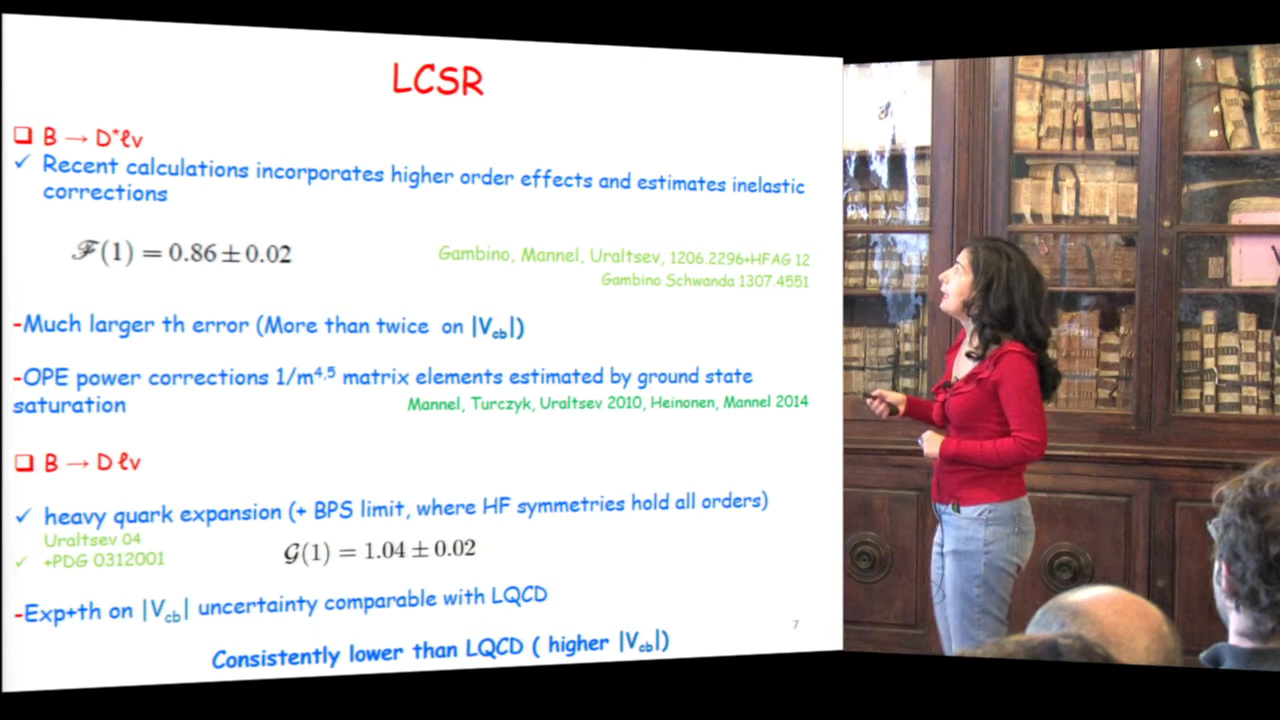 LCSR
❑ B → D*ℓν
✓ Recent calculations incorporates higher order effects and estimates inelastic
corrections
ℱ(1) = 0.86 ± 0.02
Gambino, Mannel, Uraltsev, 1206.2296+HFAG 12
Gambino Schwanda 1307.4551
-Much larger th error (More than twice on |Vcb|)
-OPE power corrections 1/m⁴,⁵ matrix elements estimated by ground state
saturation
Mannel, Turczyk, Uraltsev 2010, Heinonen, Mannel 2014
❑ B → D ℓν
✓ heavy quark expansion (+ BPS limit, where HF symmetries hold all orders)
Uraltsev 04
✓ +PDG 0312001
𝒢(1) = 1.04 ± 0.02
-Exp+th on |Vcb| uncertainty comparable with LQCD
Consistently lower than LQCD ( higher |Vcb|)
7